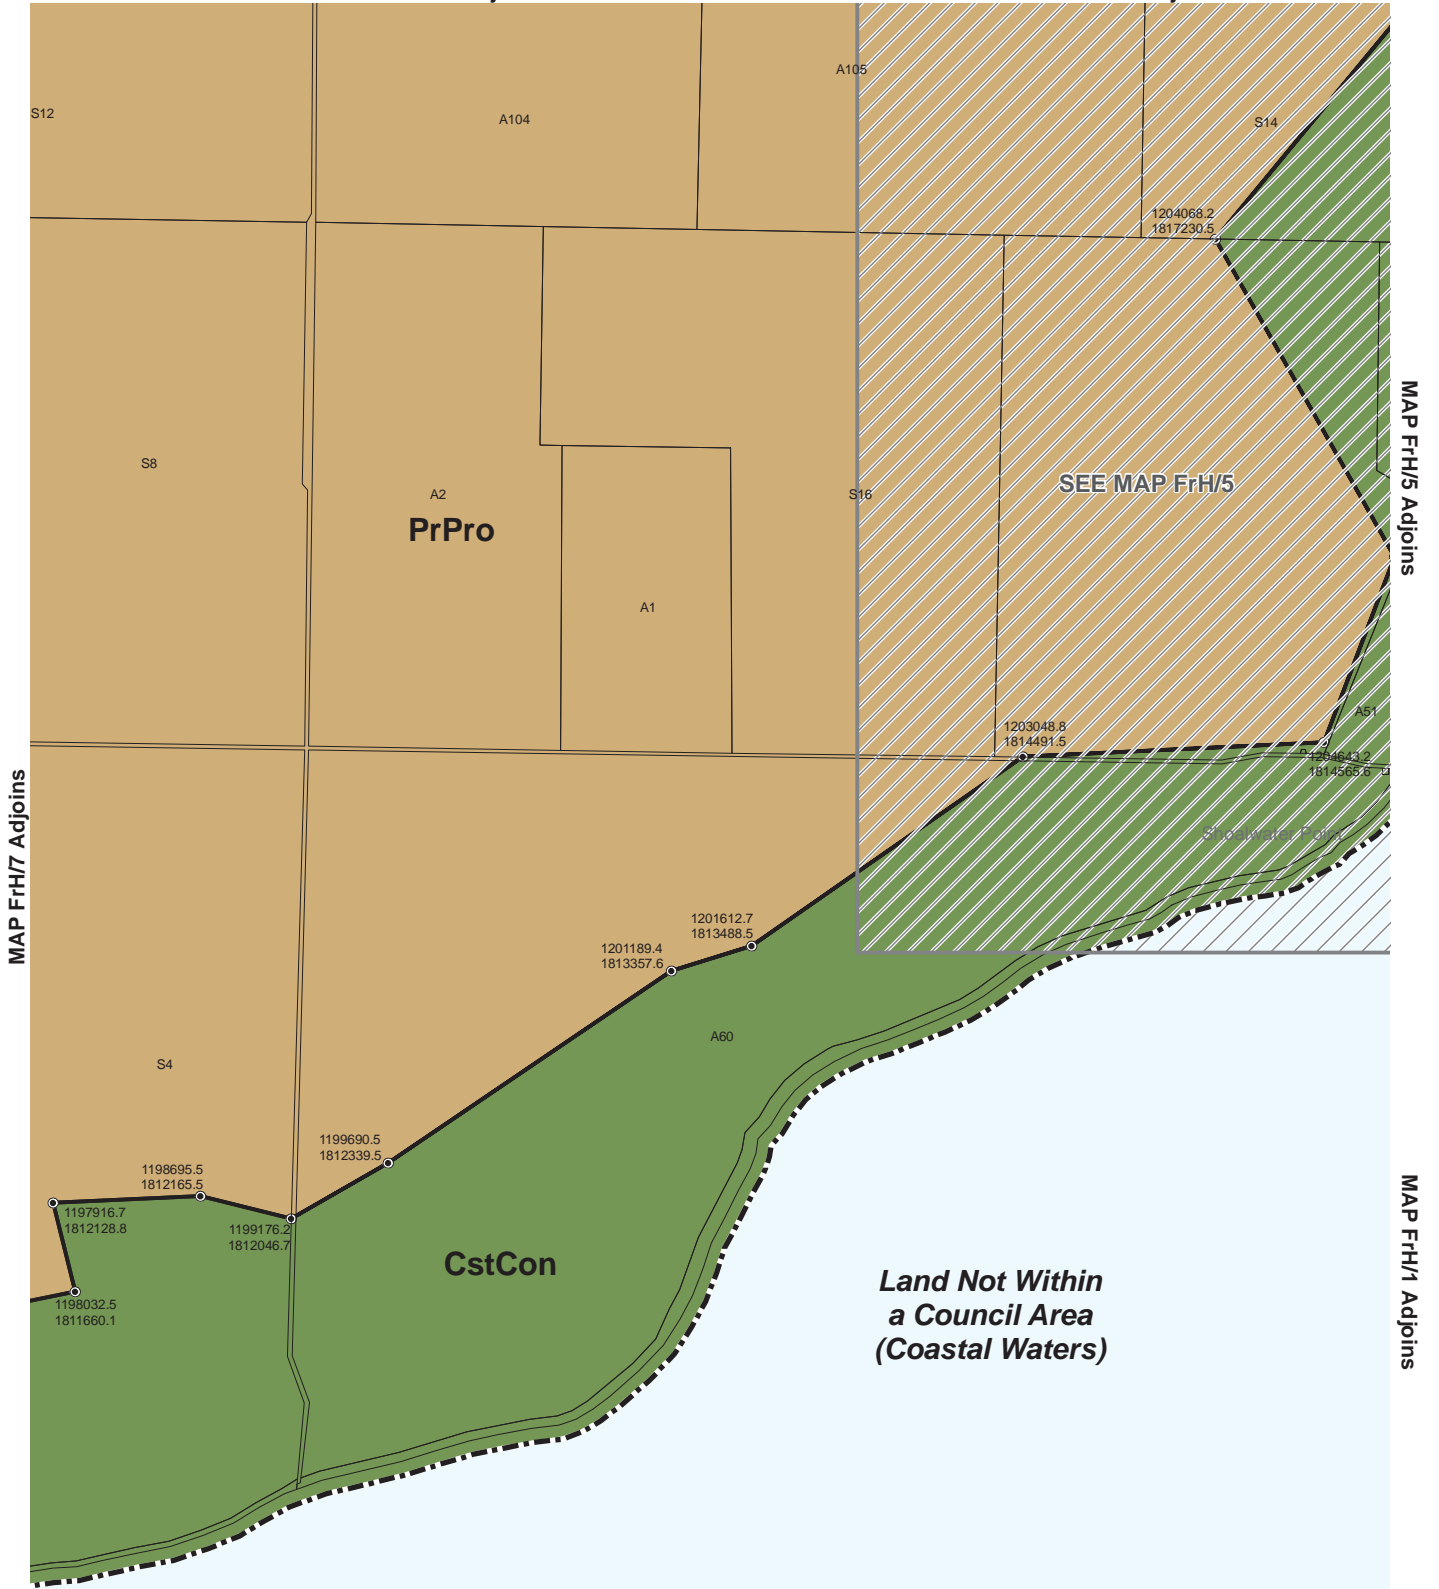 A105
S12
A104
S14
1204068.2
1817230.5
MAP FrH/5 Adjoins
S8
SEE MAP FrH/5
A2
S16
PrPro
A1
A51
1203048.8
1814491.5
1204643.2
1814565.6
MAP FrH/7 Adjoins
Shoalwater Point
1201612.7
1813488.5
1201189.4
1813357.6
A60
S4
1199690.5
1812339.5
1198695.5
1812165.5
1197916.7
1812128.8
1199176.2
1812046.7
CstCon
1198032.5
1811660.1
Land Not Within
a Council Area
(Coastal Waters)
MAP FrH/1 Adjoins